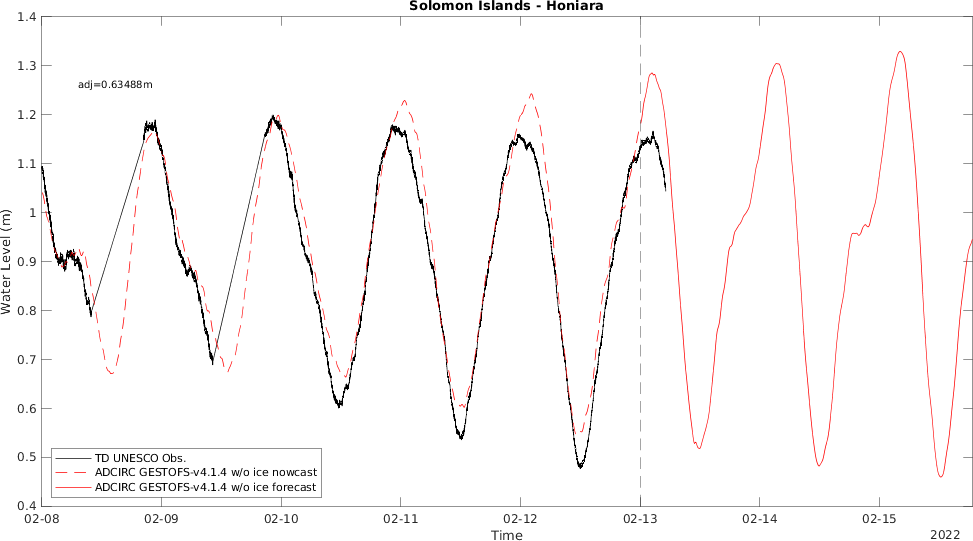 Solomon Islands - Honiara
1.4
1.3
1.2
1.1
1
0.9
0.8
0.7
0.6
0.5
0.4
Water Level (m)
adj=0.63488m
TD UNESCO Obs.
ADCIRC GESTOFS-v4.1.4 w/o ice nowcast
ADCIRC GESTOFS-v4.1.4 w/o ice forecast
02-08 02-09 02-10 02-11 02-12 02-13 02-14 02-15
Time
2022